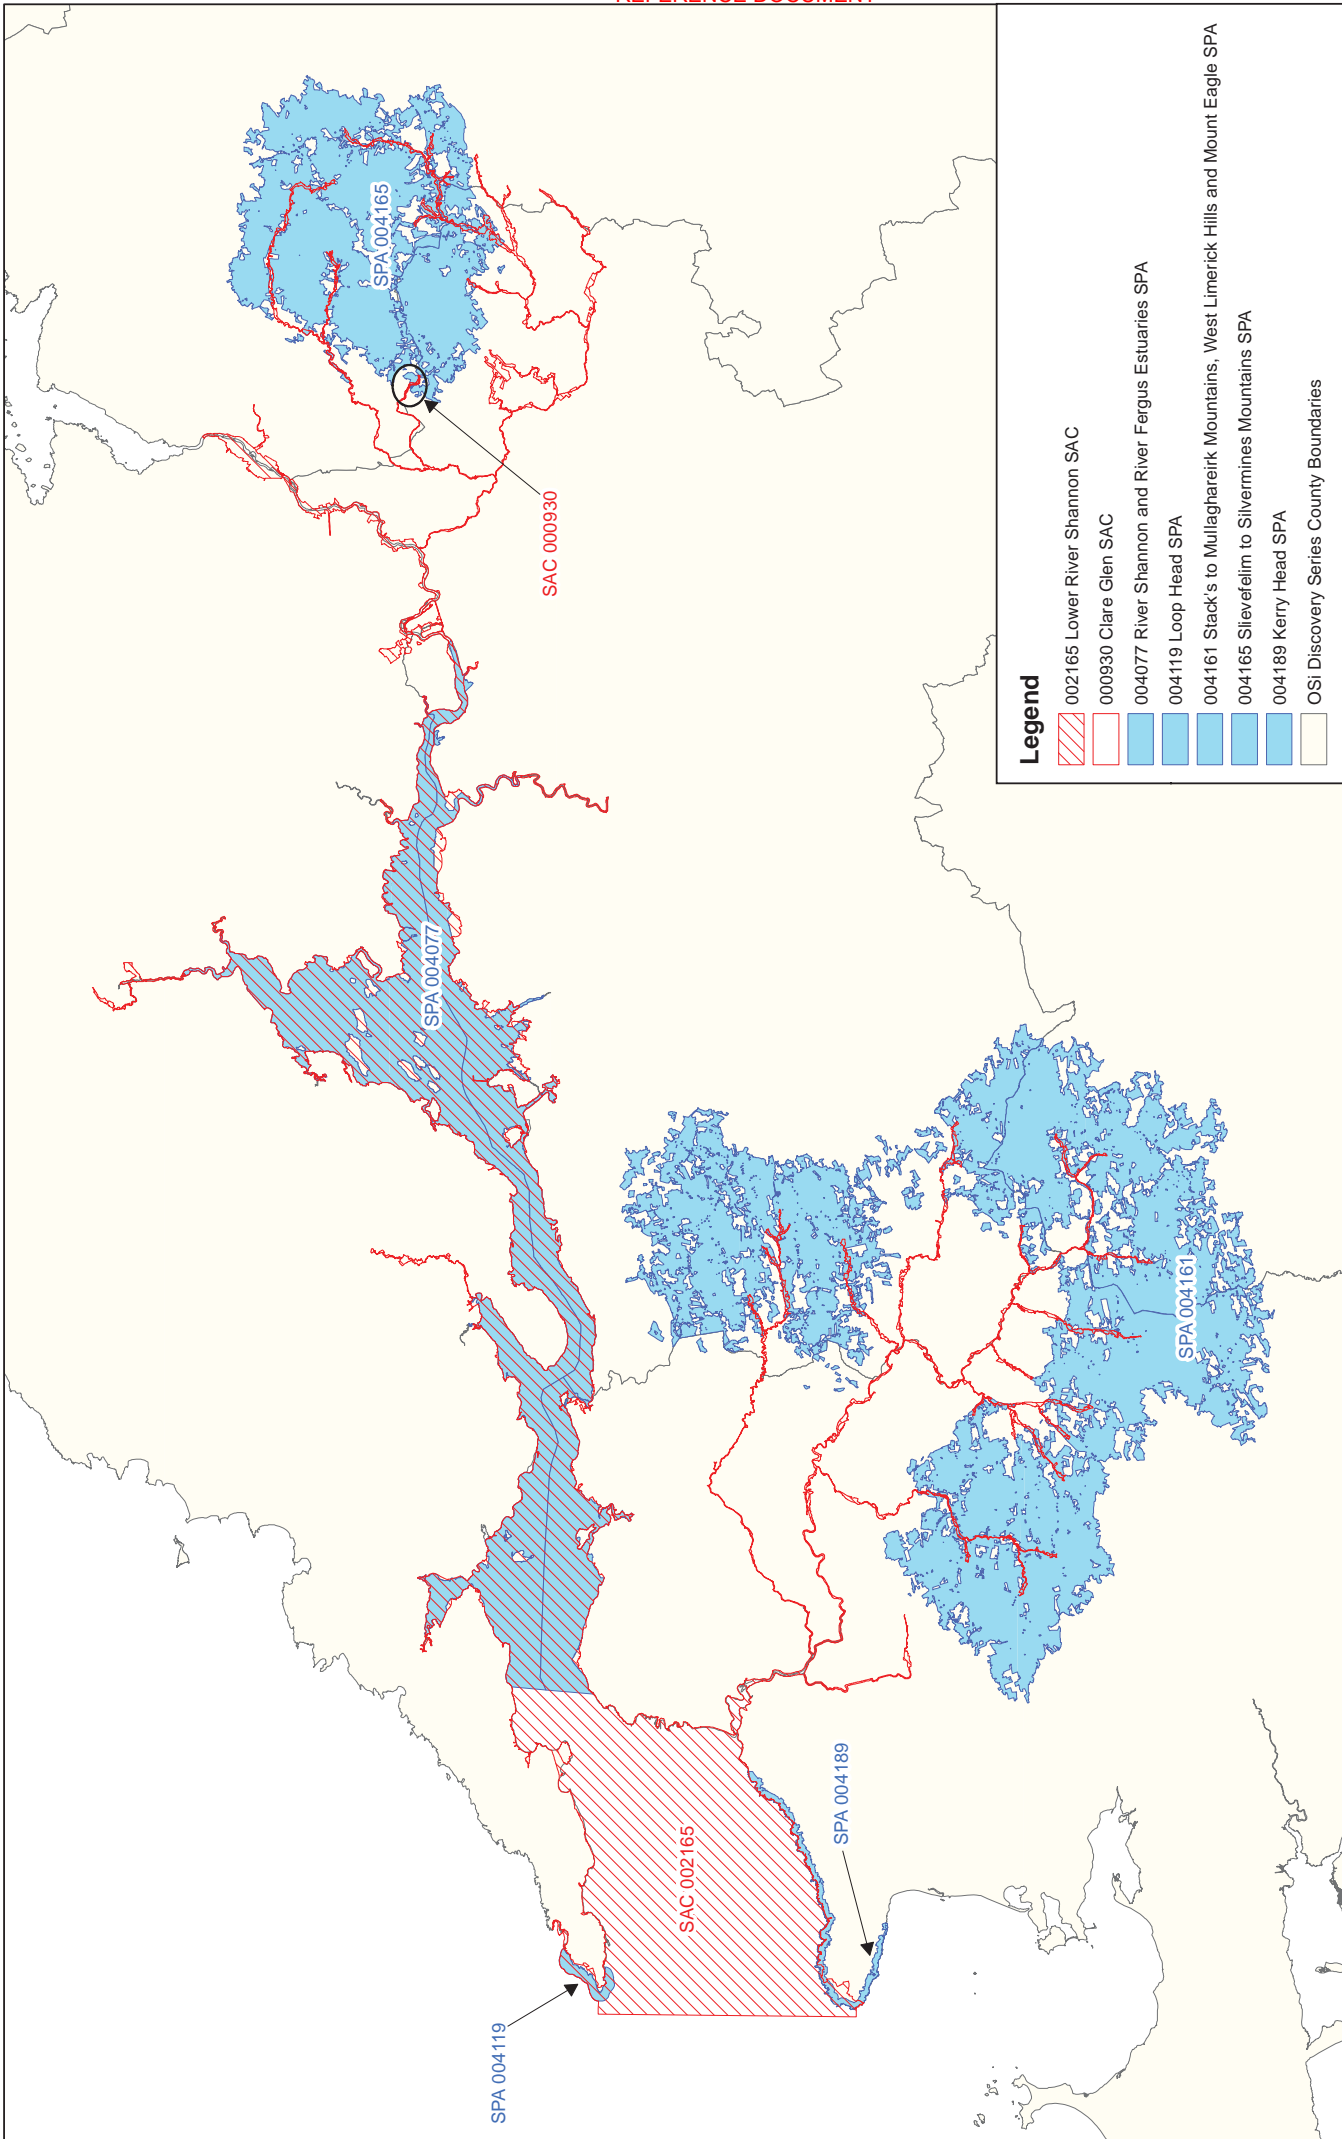 SPA 004165
SAC 000930
SPA 004077
SPA 004161
SAC 002165
SPA 004189
SPA 004119
Legend
002165 Lower River Shannon SAC
000930 Clare Glen SAC
004077 River Shannon and River Fergus Estuaries SPA
004119 Loop Head SPA
004161 Stack's to Mullaghareirk Mountains, West Limerick Hills and Mount Eagle SPA
004165 Slievefelim to Silvermines Mountains SPA
004189 Kerry Head SPA
OSi Discovery Series County Boundaries